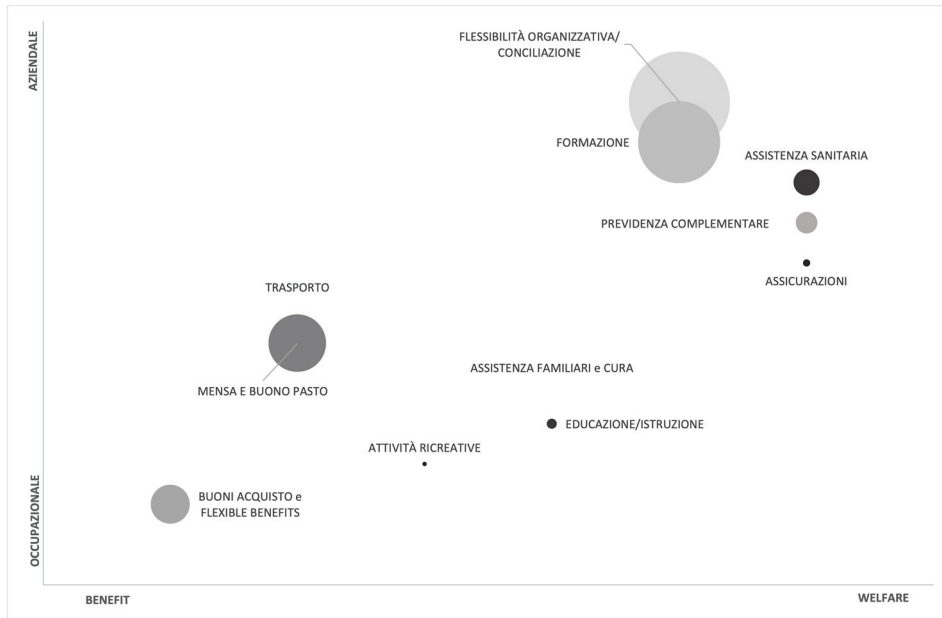 AZIENDALE
FLESSIBILITÀ ORGANIZZATIVA/
CONCILIAZIONE
FORMAZIONE
ASSISTENZA SANITARIA
PREVIDENZA COMPLEMENTARE
ASSICURAZIONI
TRASPORTO
MENSA E BUONO PASTO
ASSISTENZA FAMILIARI e CURA
EDUCAZIONE/ISTRUZIONE
ATTIVITÀ RICREATIVE
BUONI ACQUISTO e
FLEXIBLE BENEFITS
OCCUPAZIONALE
BENEFIT
WELFARE